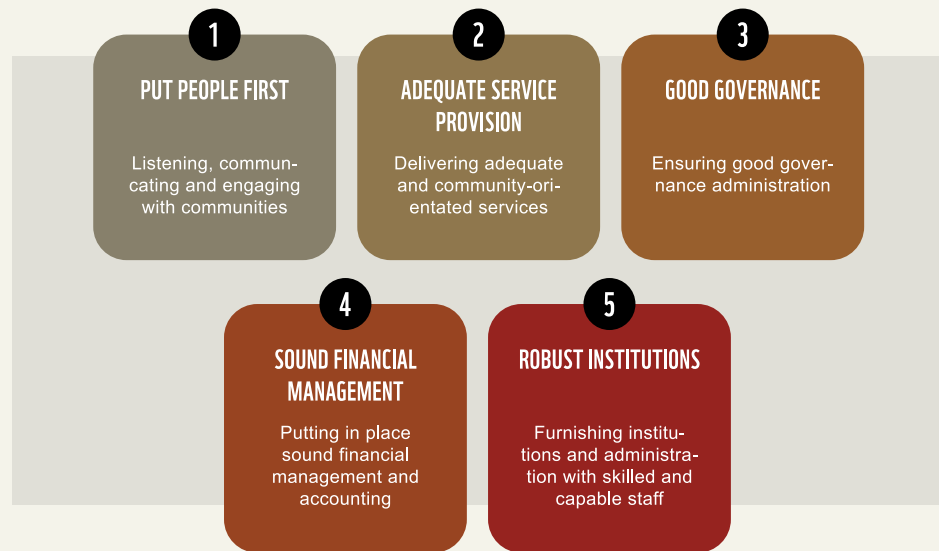 1
PUT PEOPLE FIRST
Listening, commun-
cating and engaging
with communities
2
ADEQUATE SERVICE
PROVISION
Delivering adequate
and community-ori-
entated services
3
GOOD GOVERNANCE
Ensuring good gover-
nance administration
4
SOUND FINANCIAL
MANAGEMENT
Putting in place
sound financial
management and
accounting
5
ROBUST INSTITUTIONS
Furnishing institu-
tions and administra-
tion with skilled and
capable staff